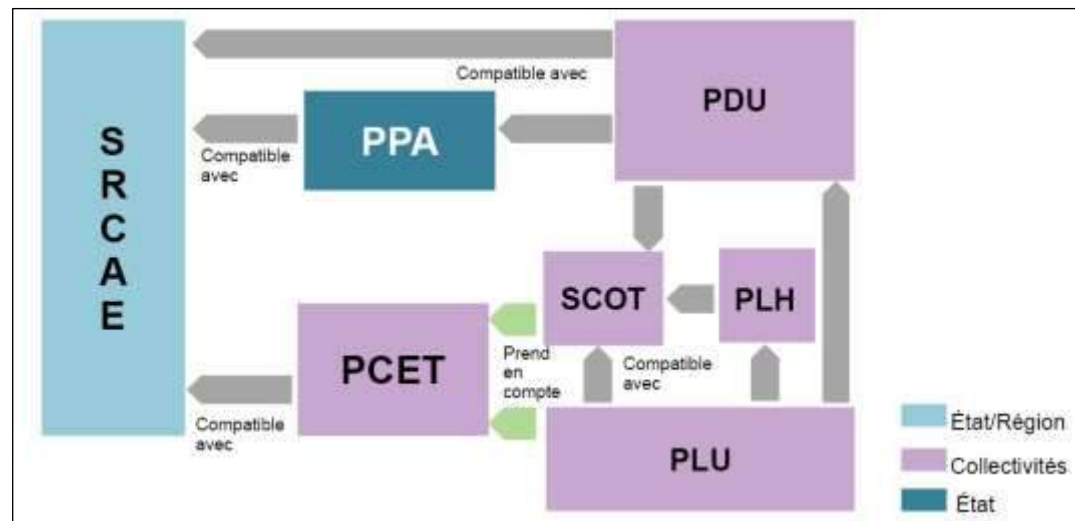 S
R
C
A
E
Compatible avec
PDU
PPA
Compatible
avec
SCOT
PLH
PCET
Prend
en
compte
Compatible
avec
Compatible
avec
PLU
État/Région
Collectivités
État